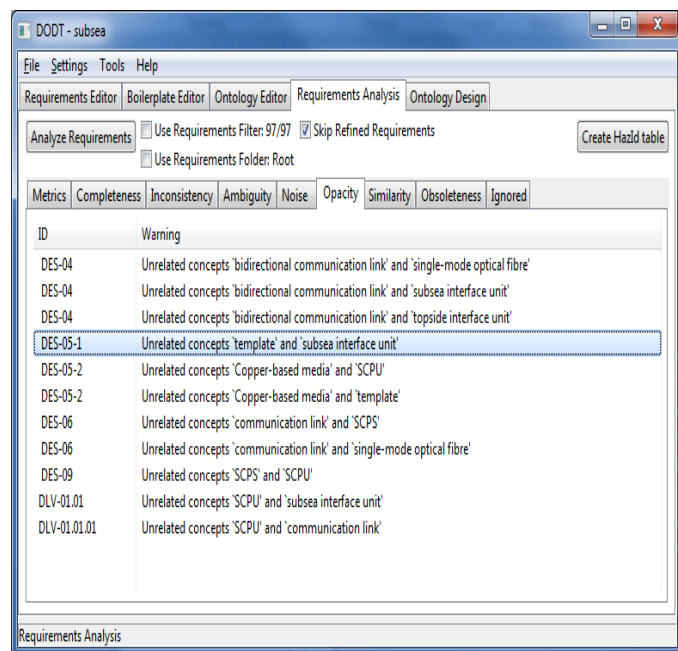 DODT - subsea
File Settings Tools Help
Requirements Editor Boilerplate Editor Ontology Editor Requirements Analysis Ontology Design
Analyze Requirements Use Requirements Filter: 97/97 Skip Refined Requirements Create HazId table
Use Requirements Folder: Root
Metrics Completeness Inconsistency Ambiguity Noise Opacity Similarity Obsoleteness Ignored
ID Warning
DES-04 Unrelated concepts `bidirectional communication link' and `single-mode optical fibre'
DES-04 Unrelated concepts `bidirectional communication link' and `subsea interface unit'
DES-04 Unrelated concepts `bidirectional communication link' and `topside interface unit'
DES-05-1 Unrelated concepts `template' and `subsea interface unit'
DES-05-2 Unrelated concepts `Copper-based media' and `SCPU'
DES-05-2 Unrelated concepts `Copper-based media' and `template'
DES-06 Unrelated concepts `communication link' and `SCPS'
DES-06 Unrelated concepts `communication link' and `single-mode optical fibre'
DES-09 Unrelated concepts `SCPS' and `SCPU'
DLV-01.01 Unrelated concepts `SCPU' and `subsea interface unit'
DLV-01.01.01 Unrelated concepts `SCPU' and `communication link'
Requirements Analysis